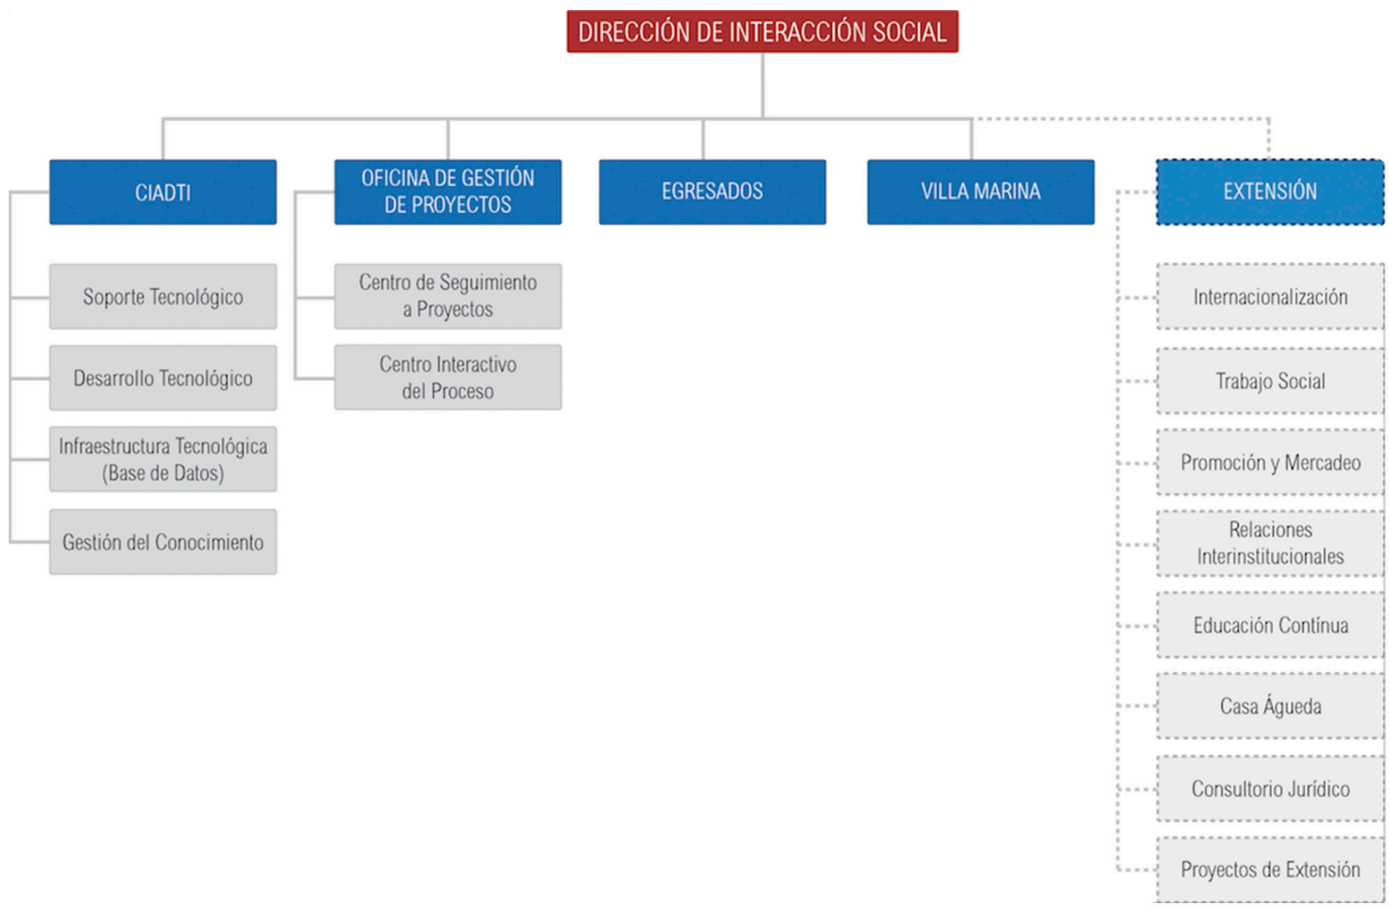 DIRECCIÓN DE INTERACCIÓN SOCIAL
CIADTI
Soporte Tecnológico
Desarrollo Tecnológico
Infraestructura Tecnológica
(Base de Datos)
Gestión del Conocimiento
OFICINA DE GESTIÓN
DE PROYECTOS
Centro de Seguimiento
a Proyectos
Centro Interactivo
del Proceso
EGRESADOS
VILLA MARINA
EXTENSIÓN
Internacionalización
Trabajo Social
Promoción y Mercadeo
Relaciones
Interinstitucionales
Educación Contínua
Casa Águeda
Consultorio Jurídico
Proyectos de Extensión